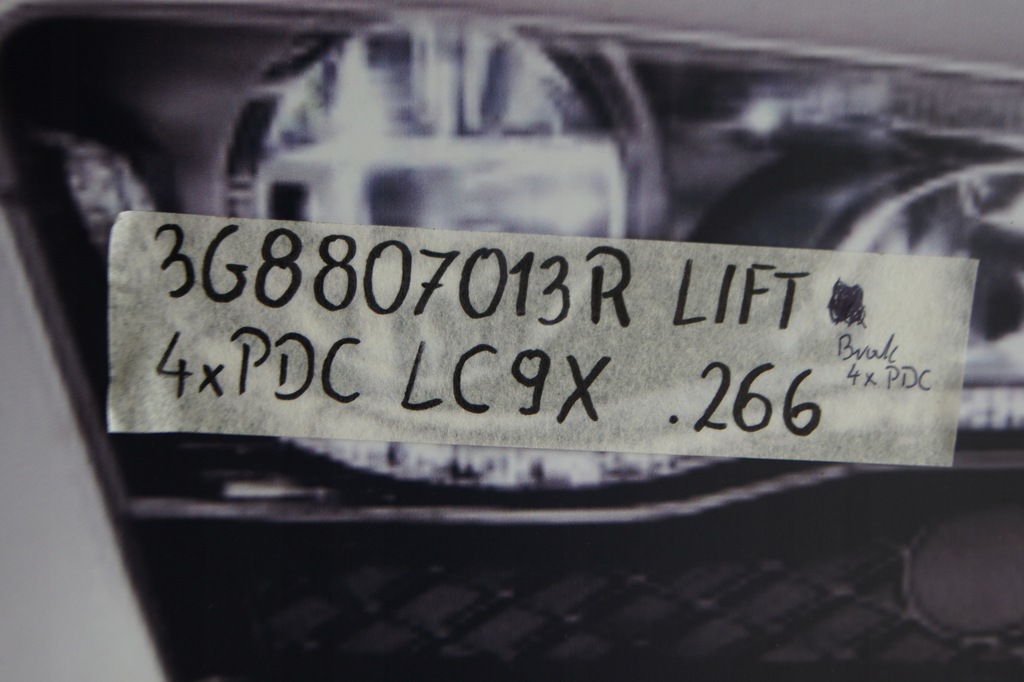 3G8807013R LIFT
4xPDC LC9X .266
Brak
4x PDC